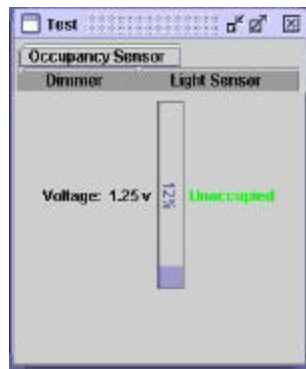 Test
Occupancy Sensor
Dimmer Light Sensor
Voltage: 1.25 v 12% Unoccupied